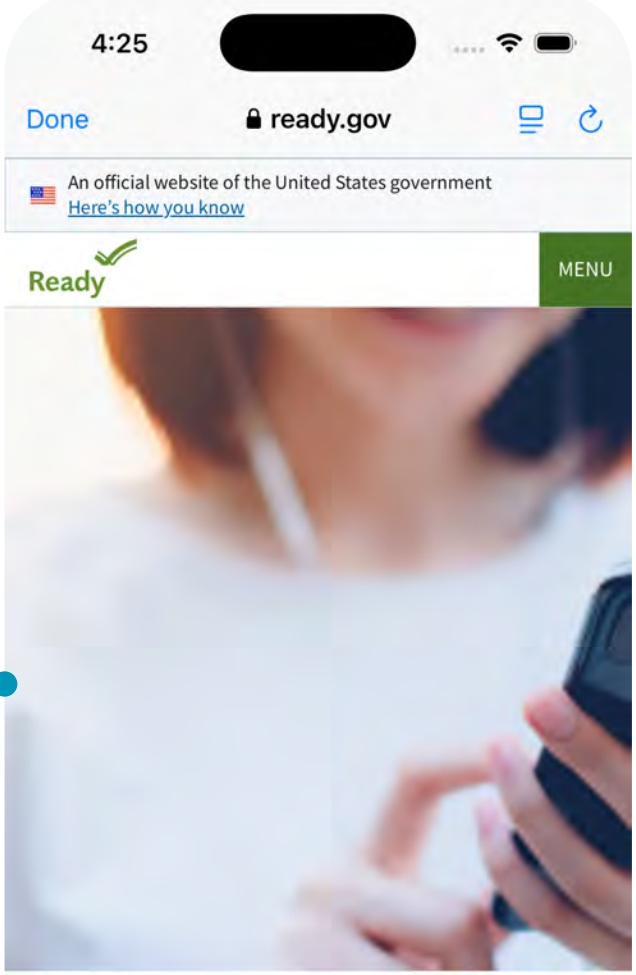 4:25
Done
ready.gov
An official website of the United States government
Here's how you know
Ready
MENU